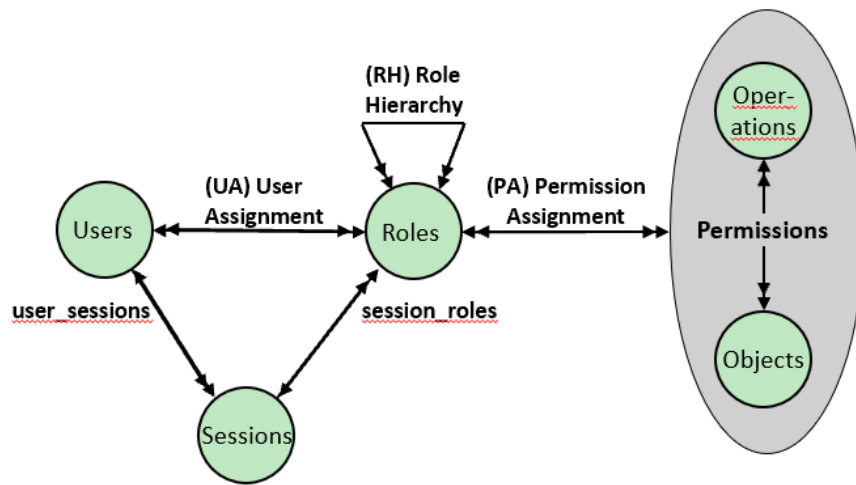 (RH) Role
Hierarchy
Oper-
ations
(UA) User
Assignment
(PA) Permission
Assignment
Users
Roles
Permissions
user_sessions
session_roles
Objects
Sessions